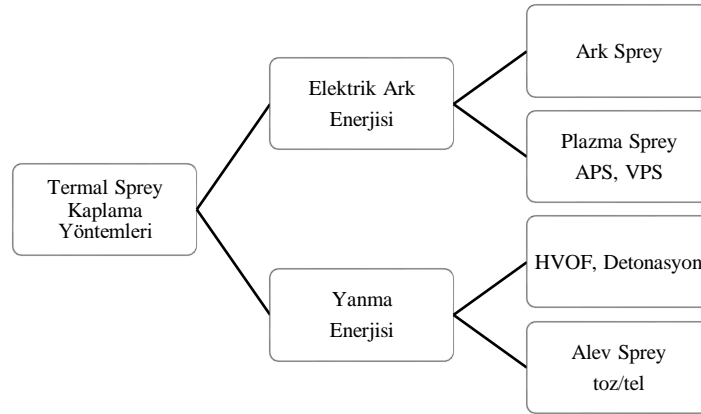 Termal Sprey
Kaplama
Yöntemleri
Elektrik Ark
Enerjisi
Ark Sprey
Plazma Sprey
APS, VPS
Yanma
Enerjisi
HVOF, Detonasyon
Alev Sprey
toz/tel